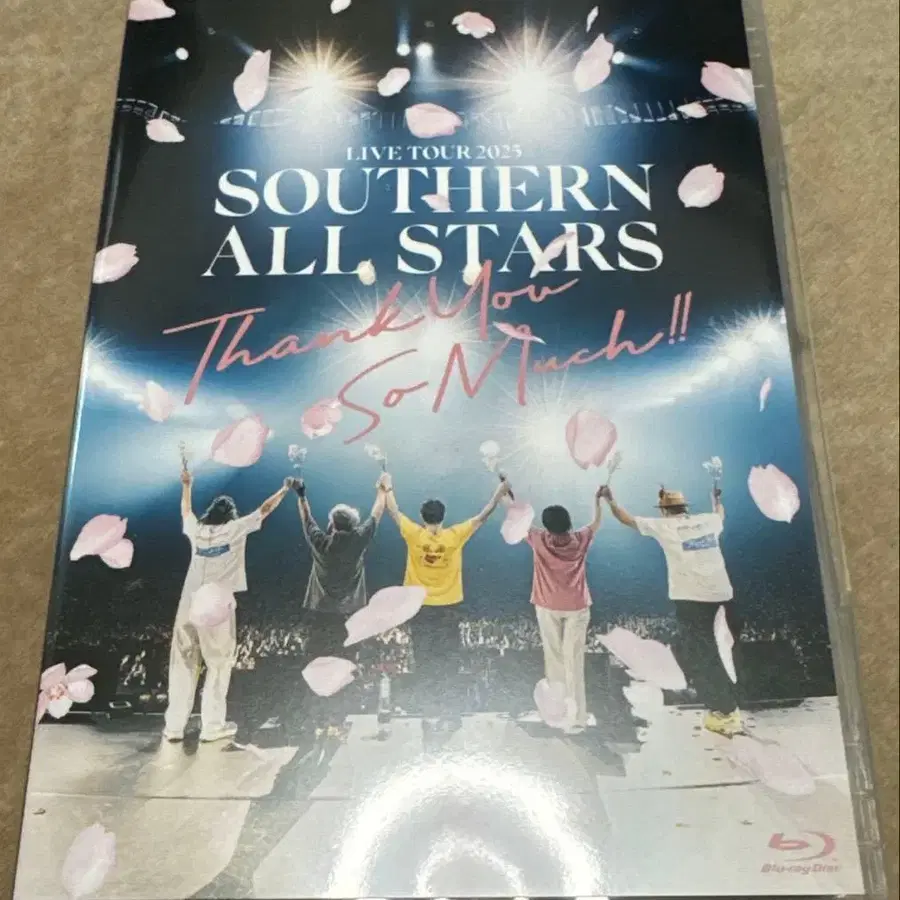 LIVE TOUR 2025
SOUTHERN
ALL STARS
Thank You
So Much!!
Blu-ray Disc